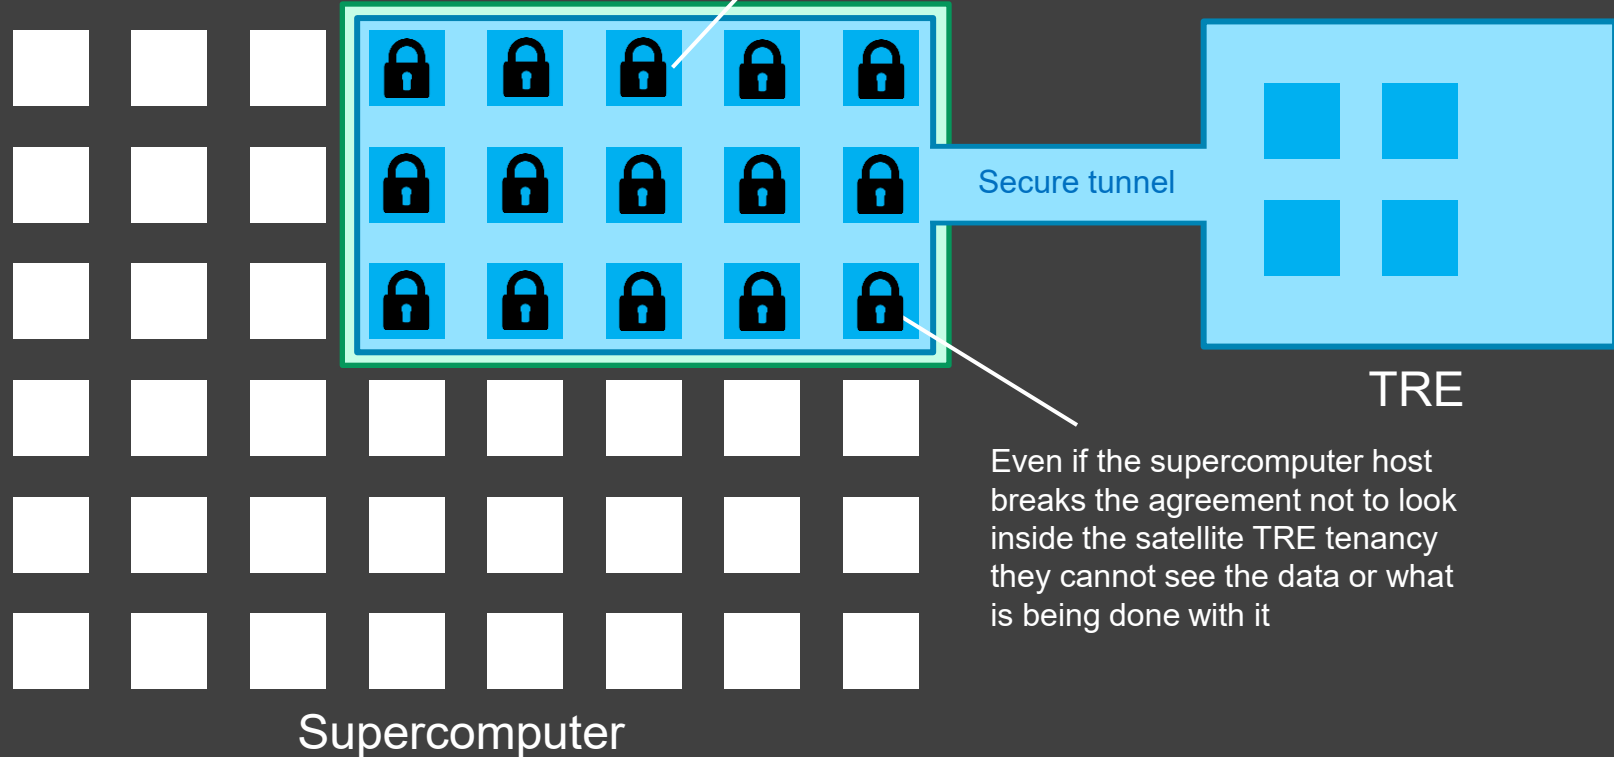 Secure tunnel
TRE
Even if the supercomputer host
breaks the agreement not to look
inside the satellite TRE tenancy
they cannot see the data or what
is being done with it
Supercomputer